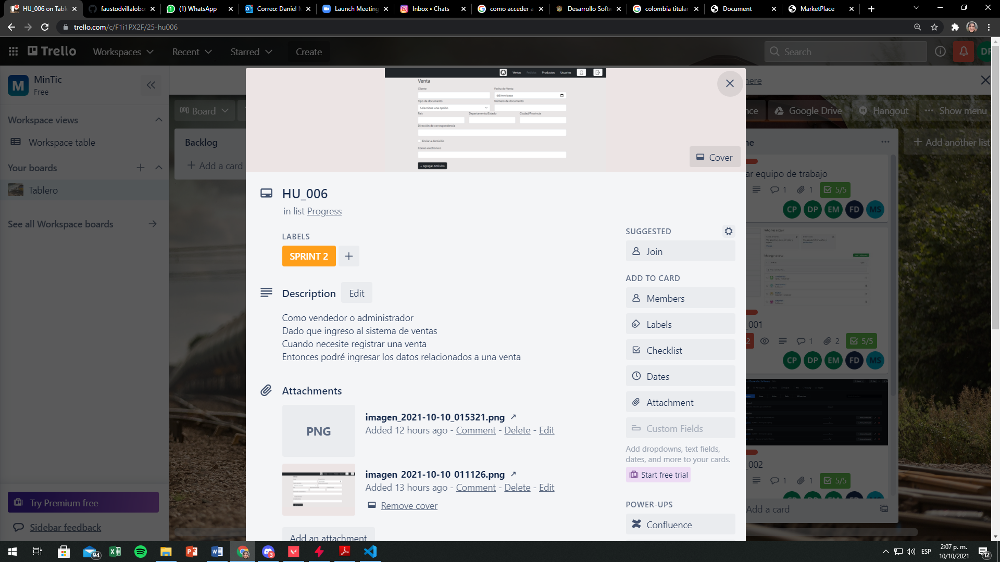 HU_006 on Table
faustodvillalobo
(1) WhatsApp
Correo: Daniel M
Launch Meeting
Inbox • Chats
como acceder a
Desarrollo Softw
colombia titular
Document
MarketPlace
trello.com/c/F1i1PX2F/25-hu006
Trello
Workspaces
Recent
Starred
Create
Search
DP
M
MinTic
Free
here
Board
Google Drive
Hangout
Show menu
Workspace views
Workspace table
Your boards
Tablero
See all Workspace boards
Try Premium free
Sidebar feedback
Backlog
Add a card
Ventas Pedidos Productos Usuarios
Venta
Cliente
Fecha de Venta
dd/mm/aaaa
Tipo de documento
Número de documento
Seleccione una opción
País
Departamento/Estado
Ciudad/Provincia
Dirección de correspondencia
Enviar a domicilio
Correo electrónico
+ Agregar Artículos
Cover
HU_006
in list Progress
LABELS
SPRINT 2
Description
Edit
Como vendedor o administrador
Dado que ingreso al sistema de ventas
Cuando necesite registrar una venta
Entonces podré ingresar los datos relacionados a una venta
Attachments
PNG
imagen_2021-10-10_015321.png
Added 12 hours ago - Comment - Delete - Edit
imagen_2021-10-10_011126.png
Added 13 hours ago - Comment - Delete - Edit
Remove cover
Add an attachment
SUGGESTED
Join
ADD TO CARD
Members
Labels
Checklist
Dates
Attachment
Custom Fields
Add dropdowns, text fields,
dates, and more to your cards.
Start free trial
POWER-UPS
Confluence
ne
Add another list
ar equipo de trabajo
1 1 5/5
CP DP EM FD MS
Manage access
_001
2 1 2 5/5
CP DP EM FD MS
_002
1 1 5/5
Add a card
94
3
ESP
2:07 p. m.
10/10/2021
12